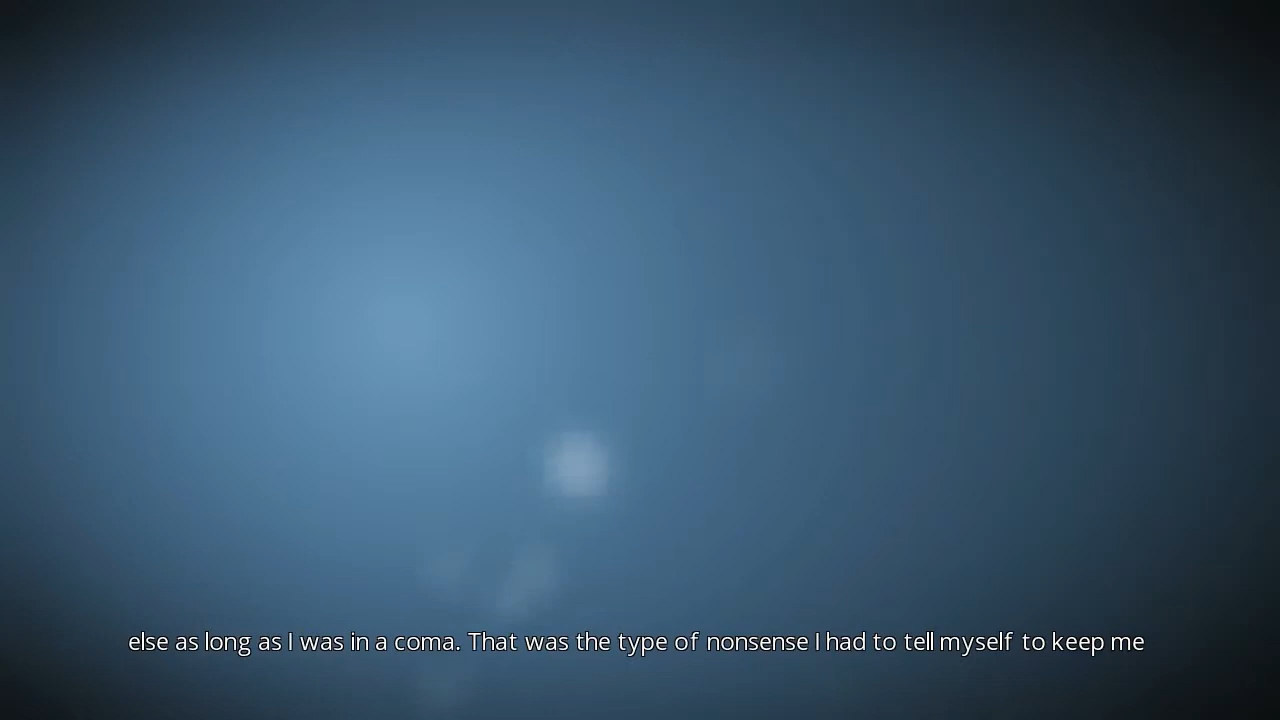 else as long as I was in a coma. That was the type of nonsense I had to tell myself to keep me